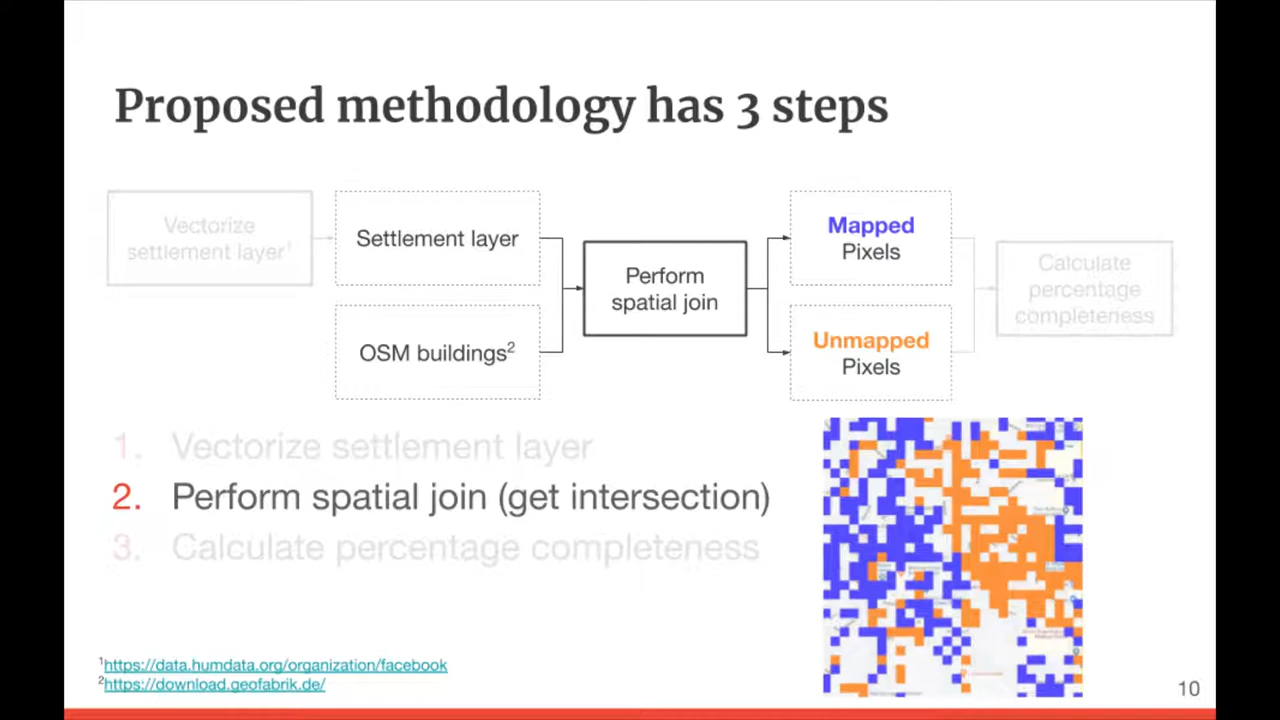 Proposed methodology has 3 steps
Vectorize
settlement layer¹
Settlement layer
OSM buildings²
Perform
spatial join
Mapped
Pixels
Unmapped
Pixels
Calculate
percentage
completeness
1. Vectorize settlement layer
2. Perform spatial join (get intersection)
3. Calculate percentage completeness
¹https://data.humdata.org/organization/facebook
²https://download.geofabrik.de/
10